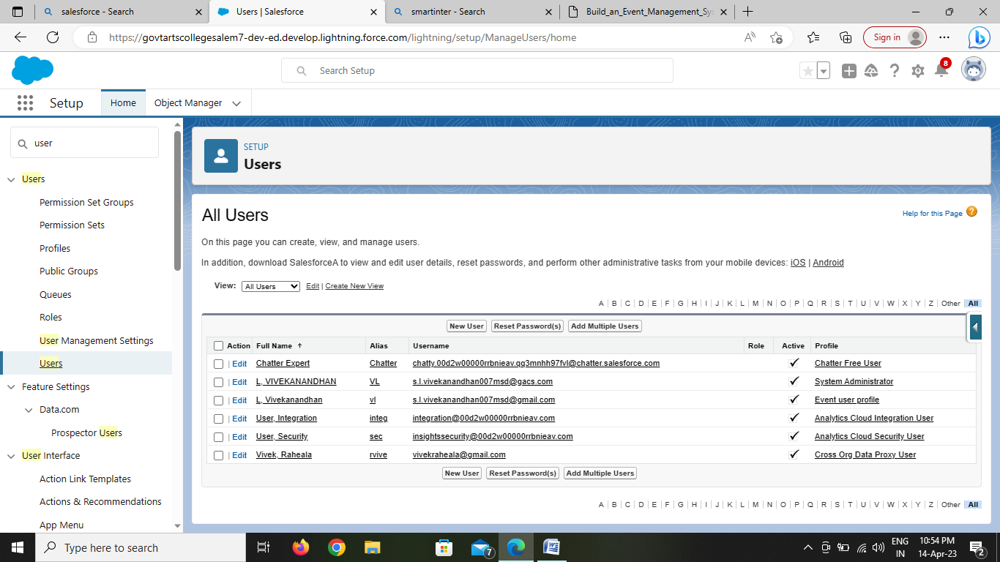 salesforce - Search
Users | Salesforce
smartinter - Search
Build_an_Event_Management_Sy
https://govtartscollegesalem7-dev-ed.develop.lightning.force.com/lightning/setup/ManageUsers/home
Sign in
Search Setup
8
Setup
Home
Object Manager
user
Users
Permission Set Groups
Permission Sets
Profiles
Public Groups
Queues
Roles
User Management Settings
Users
Feature Settings
Data.com
Prospector Users
User Interface
Action Link Templates
Actions & Recommendations
App Menu
SETUP
Users
All Users
Help for this Page ?
On this page you can create, view, and manage users.
In addition, download SalesforceA to view and edit user details, reset passwords, and perform other administrative tasks from your mobile devices: iOS | Android
View: All Users Edit | Create New View
A | B | C | D | E | F | G | H | I | J | K | L | M | N | O | P | Q | R | S | T | U | V | W | X | Y | Z | Other | All
New User Reset Password(s) Add Multiple Users
Action Full Name ↑ Alias Username Role Active Profile
| Edit Chatter Expert Chatter chatty.00d2w00000rrbnieav.qg3mnhh97fvl@chatter.salesforce.com ✓ Chatter Free User
| Edit L, VIVEKANANDHAN VL s.l.vivekanandhan007msd@gacs.com ✓ System Administrator
| Edit L, Vivekanandhan vl s.l.vivekanandhan007msd@gmail.com ✓ Event user profile
| Edit User, Integration integ integration@00d2w00000rrbnieav.com ✓ Analytics Cloud Integration User
| Edit User, Security sec insightssecurity@00d2w00000rrbnieav.com ✓ Analytics Cloud Security User
| Edit Vivek, Raheala rvive vivekraheala@gmail.com ✓ Cross Org Data Proxy User
New User Reset Password(s) Add Multiple Users
A | B | C | D | E | F | G | H | I | J | K | L | M | N | O | P | Q | R | S | T | U | V | W | X | Y | Z | Other | All
Type here to search
7
ENG
IN
10:54 PM
14-Apr-23
2